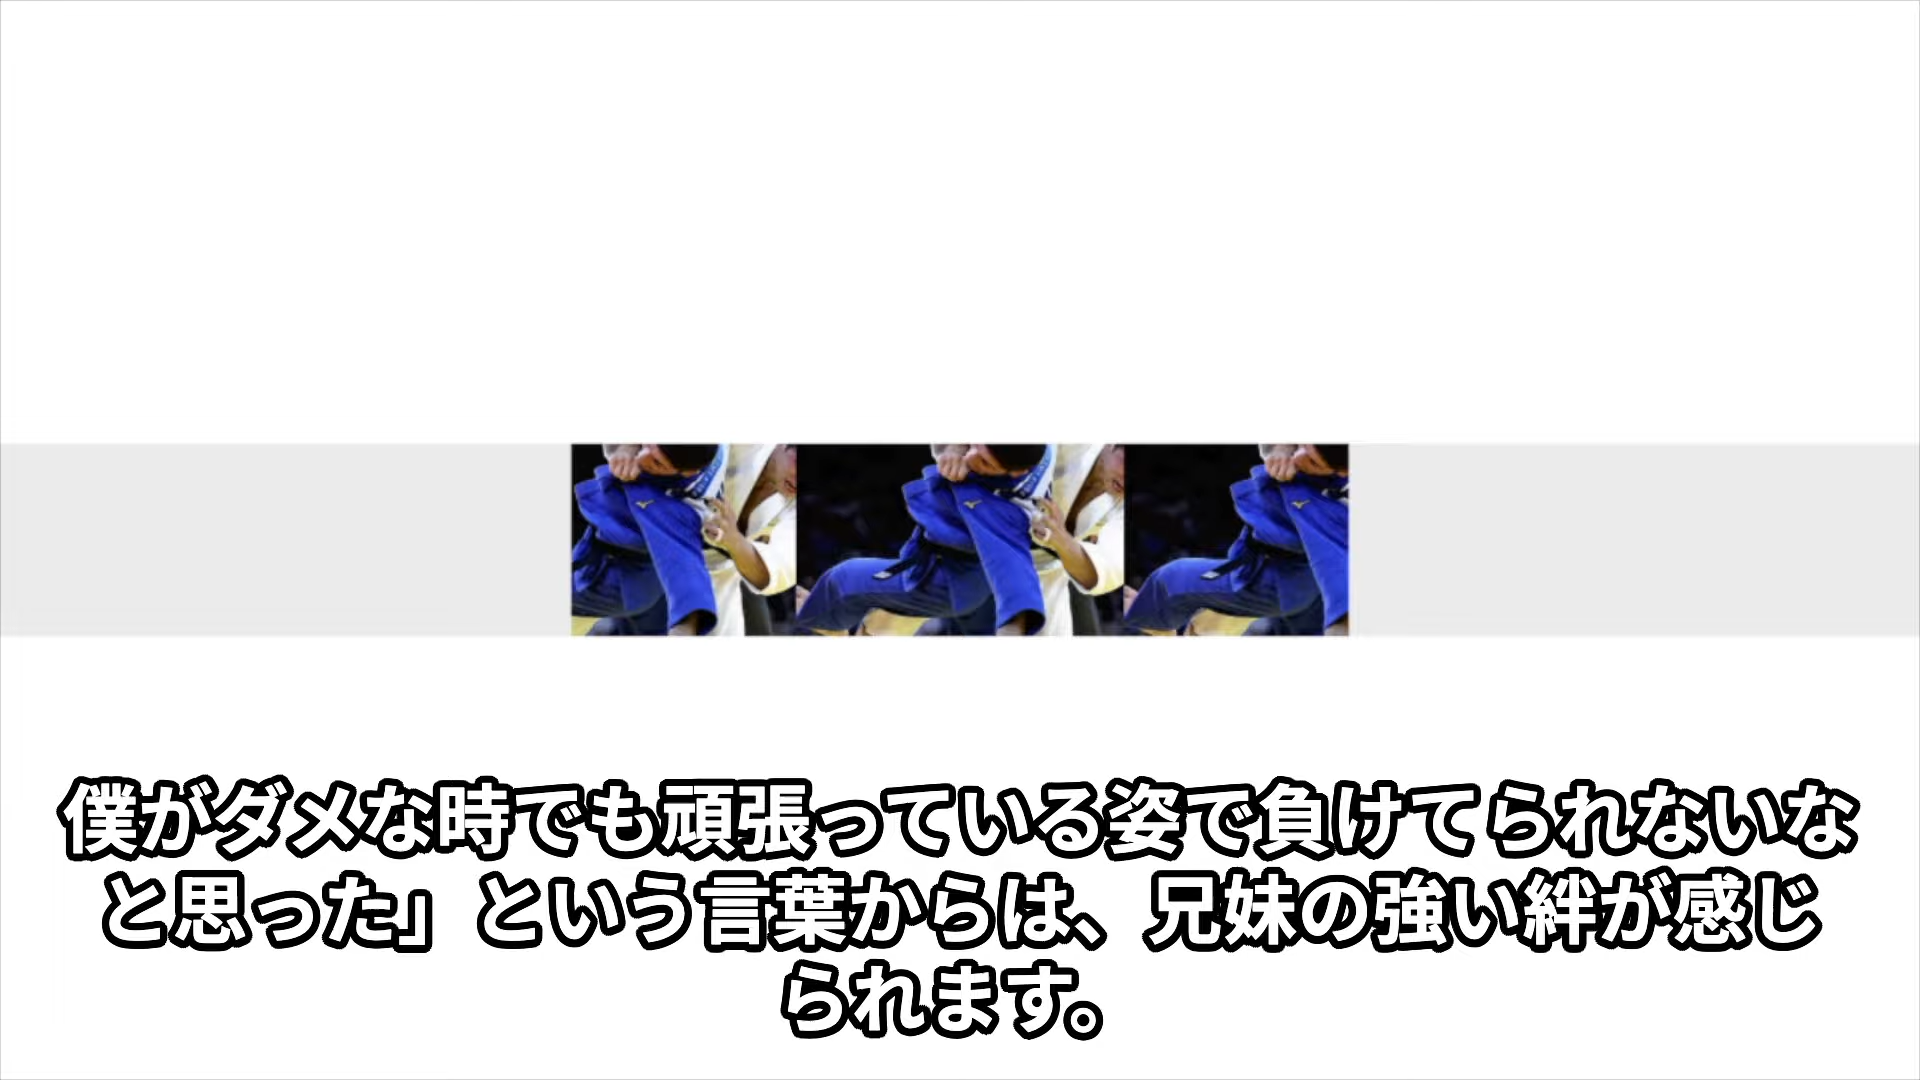 僕がダメな時でも頑張っている姿で負けてられないな
と思った」という言葉からは、兄妹の強い絆が感じ
られます。